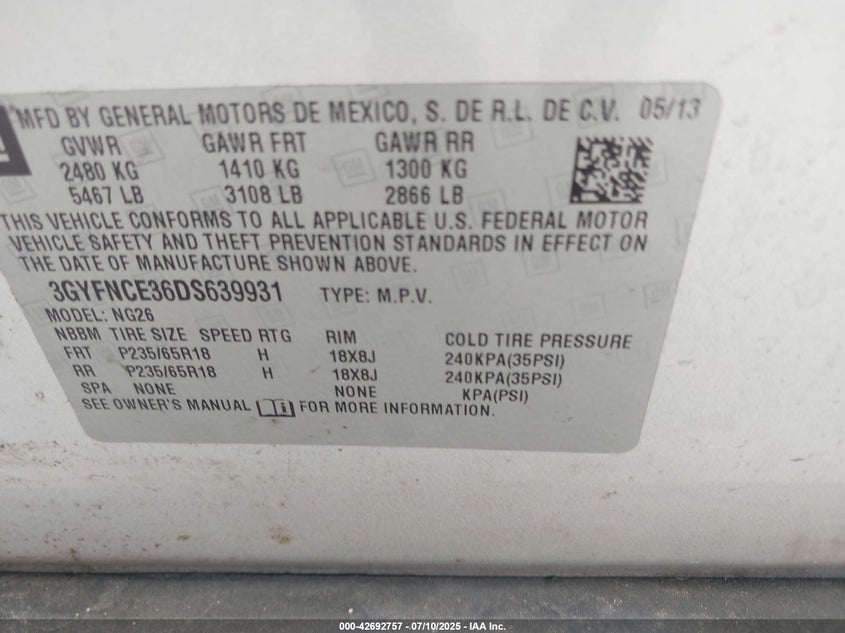 MFD BY GENERAL MOTORS DE MEXICO, S. DE R.L. DE C.V. 05/13
GVWR GAWR FRT GAWR RR
2480 KG 1410 KG 1300 KG
5467 LB 3108 LB 2866 LB
THIS VEHICLE CONFORMS TO ALL APPLICABLE U.S. FEDERAL MOTOR
VEHICLE SAFETY AND THEFT PREVENTION STANDARDS IN EFFECT ON
THE DATE OF MANUFACTURE SHOWN ABOVE.
3GYFNCE36DS639931 TYPE: M.P.V.
MODEL: NG26
NBBM TIRE SIZE SPEED RTG RIM COLD TIRE PRESSURE
FRT P235/65R18 H 18X8J 240KPA(35PSI)
RR P235/65R18 H 18X8J 240KPA(35PSI)
SPA NONE NONE KPA(PSI)
SEE OWNER'S MANUAL FOR MORE INFORMATION.
000-42692757 - 07/10/2025 - IAA Inc.